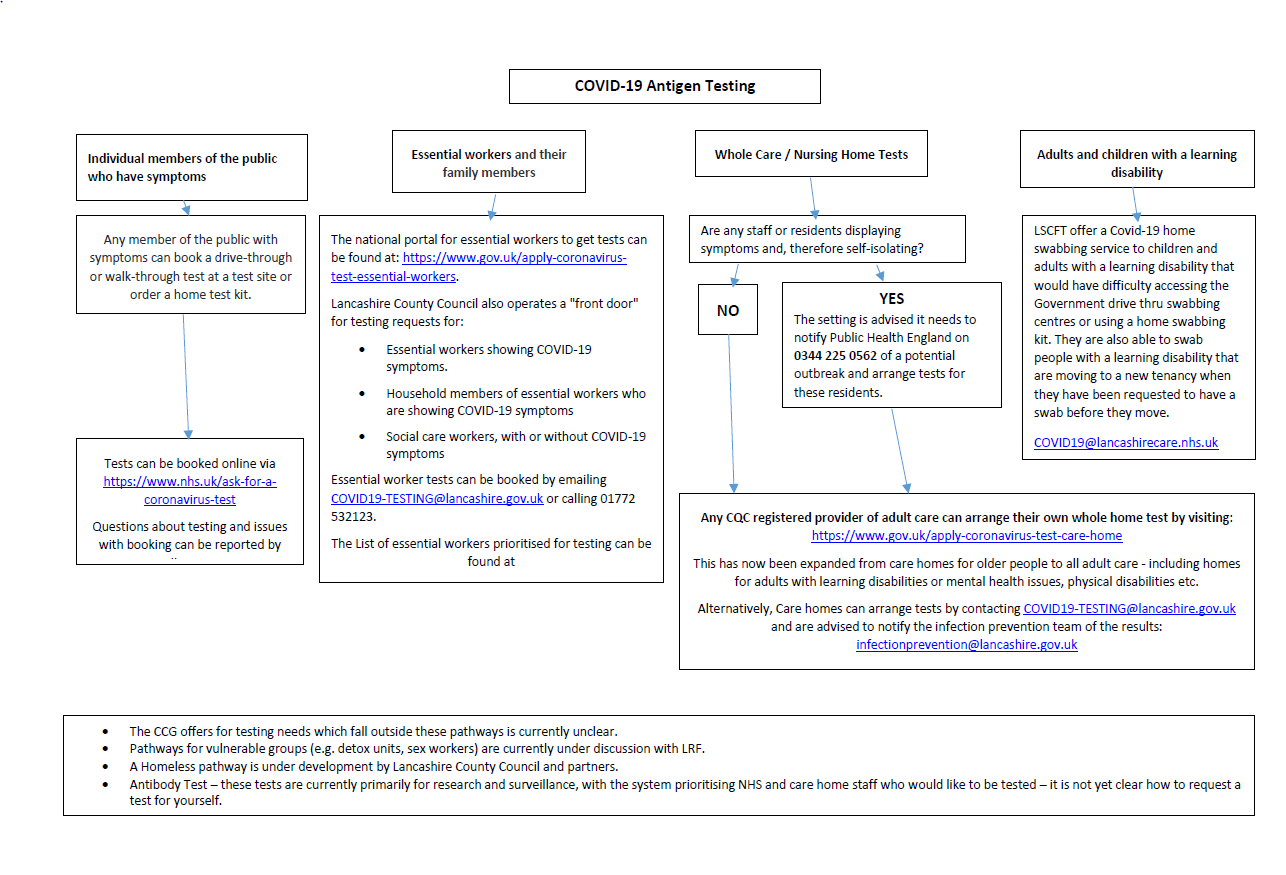 COVID-19 Antigen Testing
Individual members of the public
who have symptoms
Any member of the public with
symptoms can book a drive-through
or walk-through test at a test site or
order a home test kit.
Tests can be booked online via
https://www.nhs.uk/ask-for-a-
coronavirus-test
Questions about testing and issues
with booking can be reported by
Essential workers and their
family members
The national portal for essential workers to get tests can
be found at: https://www.gov.uk/apply-coronavirus-
test-essential-workers.
Lancashire County Council also operates a "front door"
for testing requests for:
• Essential workers showing COVID-19
symptoms.
• Household members of essential workers who
are showing COVID-19 symptoms
• Social care workers, with or without COVID-19
symptoms
Essential worker tests can be booked by emailing
COVID19-TESTING@lancashire.gov.uk or calling 01772
532123.
The List of essential workers prioritised for testing can be
found at
Whole Care / Nursing Home Tests
Are any staff or residents displaying
symptoms and, therefore self-isolating?
NO
YES
The setting is advised it needs to
notify Public Health England on
0344 225 0562 of a potential
outbreak and arrange tests for
these residents.
Any CQC registered provider of adult care can arrange their own whole home test by visiting:
https://www.gov.uk/apply-coronavirus-test-care-home
This has now been expanded from care homes for older people to all adult care - including homes
for adults with learning disabilities or mental health issues, physical disabilities etc.
Alternatively, Care homes can arrange tests by contacting COVID19-TESTING@lancashire.gov.uk
and are advised to notify the infection prevention team of the results:
infectionprevention@lancashire.gov.uk
Adults and children with a learning
disability
LSCFT offer a Covid-19 home
swabbing service to children and
adults with a learning disability that
would have difficulty accessing the
Government drive thru swabbing
centres or using a home swabbing
kit. They are also able to swab
people with a learning disability that
are moving to a new tenancy when
they have been requested to have a
swab before they move.
COVID19@lancashirecare.nhs.uk
• The CCG offers for testing needs which fall outside these pathways is currently unclear.
• Pathways for vulnerable groups (e.g. detox units, sex workers) are currently under discussion with LRF.
• A Homeless pathway is under development by Lancashire County Council and partners.
• Antibody Test – these tests are currently primarily for research and surveillance, with the system prioritising NHS and care home staff who would like to be tested – it is not yet clear how to request a
test for yourself.